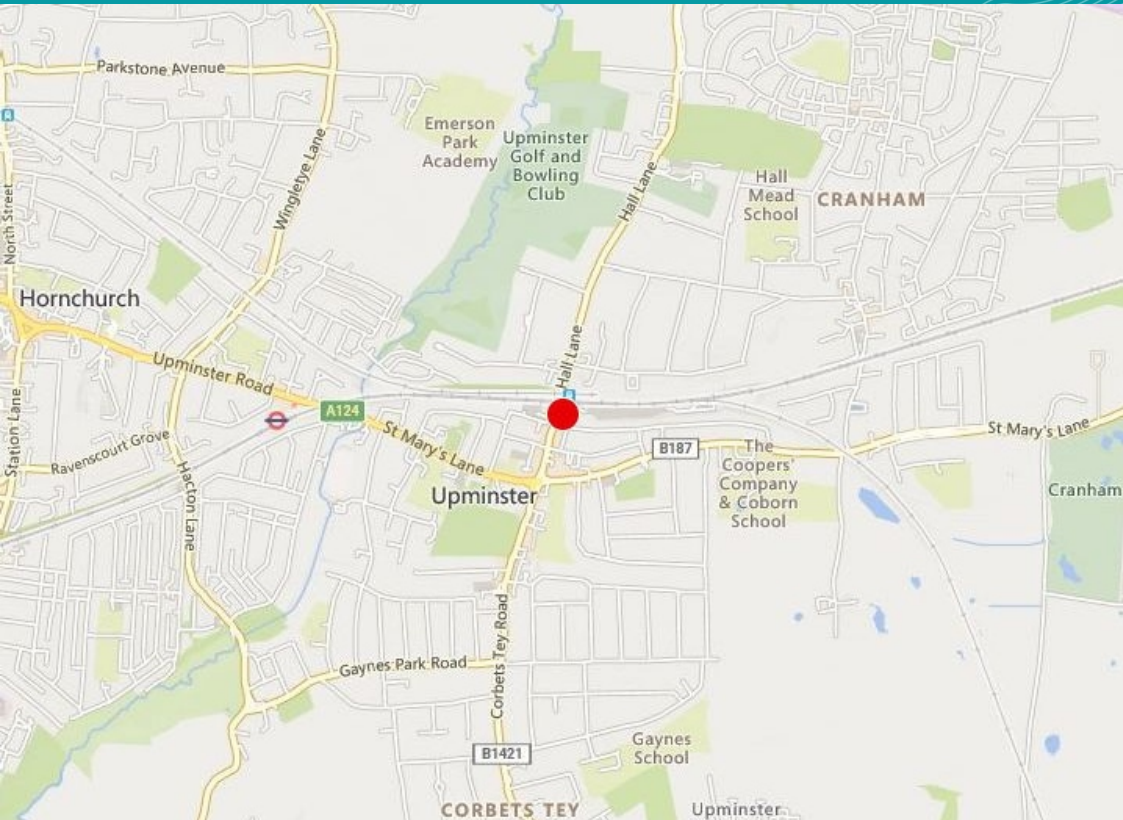 Parkstone Avenue
Wingletye Lane
North Street
Emerson
Park
Academy
Upminster
Golf and
Bowling
Club
Hall Lane
Hall
Mead
School
CRANHAM
Hornchurch
Upminster Road
Hall Lane
A124
St Mary's Lane
B187
St Mary's Lane
Station Lane
Ravenscourt Grove
Hacton Lane
Upminster
The
Coopers'
Company
& Coborn
School
Cranham
Corbets Tey Road
Gaynes Park Road
Gaynes
School
B1421
CORBETS TEY
Upminster